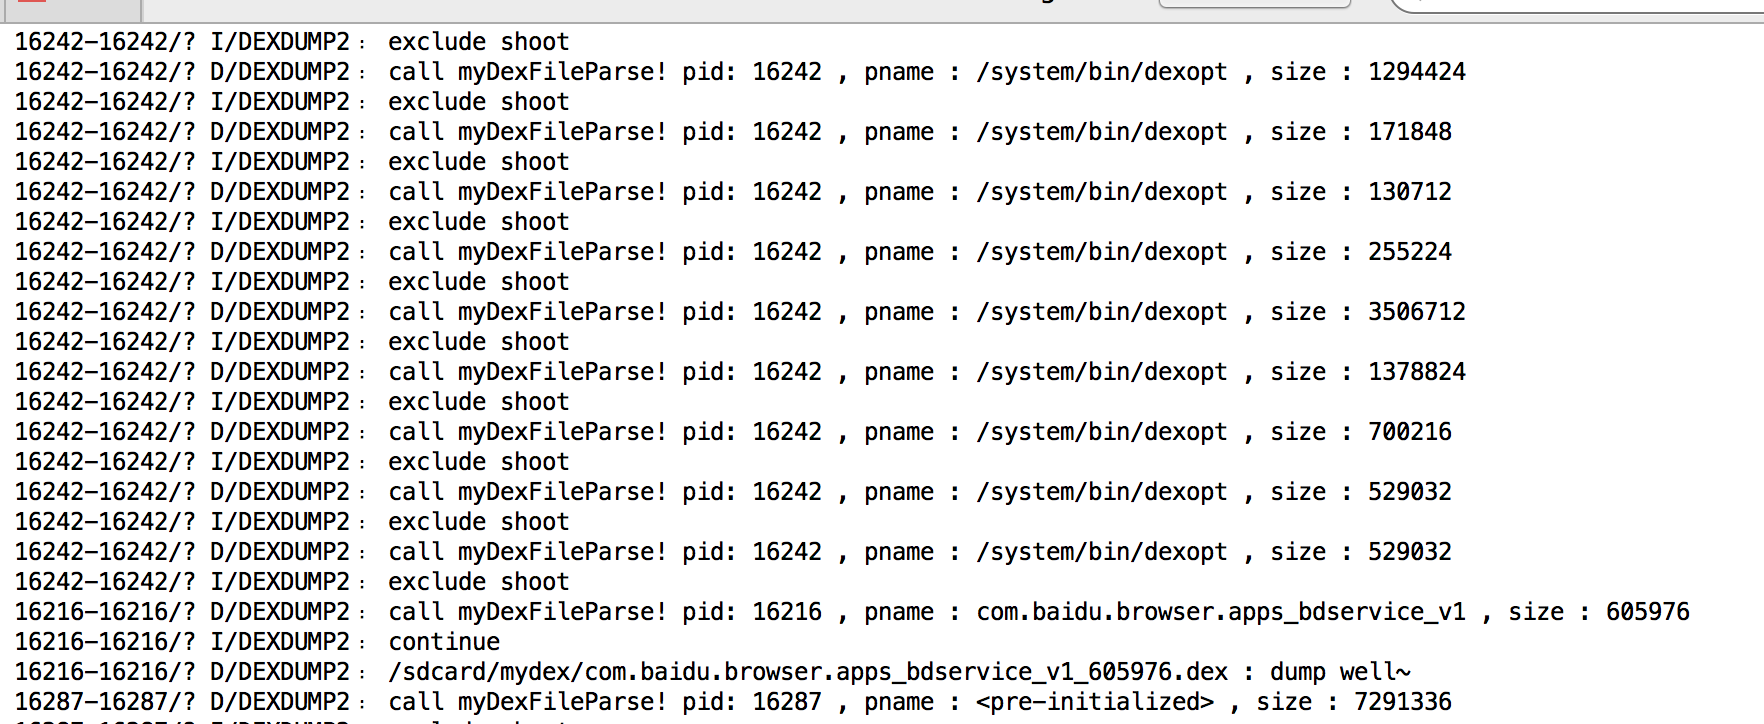 16242-16242/? I/DEXDUMP2: exclude shoot
16242-16242/? D/DEXDUMP2: call myDexFileParse! pid: 16242 , pname : /system/bin/dexopt , size : 1294424
16242-16242/? I/DEXDUMP2: exclude shoot
16242-16242/? D/DEXDUMP2: call myDexFileParse! pid: 16242 , pname : /system/bin/dexopt , size : 171848
16242-16242/? I/DEXDUMP2: exclude shoot
16242-16242/? D/DEXDUMP2: call myDexFileParse! pid: 16242 , pname : /system/bin/dexopt , size : 130712
16242-16242/? I/DEXDUMP2: exclude shoot
16242-16242/? D/DEXDUMP2: call myDexFileParse! pid: 16242 , pname : /system/bin/dexopt , size : 255224
16242-16242/? I/DEXDUMP2: exclude shoot
16242-16242/? D/DEXDUMP2: call myDexFileParse! pid: 16242 , pname : /system/bin/dexopt , size : 3506712
16242-16242/? I/DEXDUMP2: exclude shoot
16242-16242/? D/DEXDUMP2: call myDexFileParse! pid: 16242 , pname : /system/bin/dexopt , size : 1378824
16242-16242/? I/DEXDUMP2: exclude shoot
16242-16242/? D/DEXDUMP2: call myDexFileParse! pid: 16242 , pname : /system/bin/dexopt , size : 700216
16242-16242/? I/DEXDUMP2: exclude shoot
16242-16242/? D/DEXDUMP2: call myDexFileParse! pid: 16242 , pname : /system/bin/dexopt , size : 529032
16242-16242/? I/DEXDUMP2: exclude shoot
16242-16242/? D/DEXDUMP2: call myDexFileParse! pid: 16242 , pname : /system/bin/dexopt , size : 529032
16242-16242/? I/DEXDUMP2: exclude shoot
16216-16216/? D/DEXDUMP2: call myDexFileParse! pid: 16216 , pname : com.baidu.browser.apps_bdservice_v1 , size : 605976
16216-16216/? I/DEXDUMP2: continue
16216-16216/? D/DEXDUMP2: /sdcard/mydex/com.baidu.browser.apps_bdservice_v1_605976.dex : dump well~
16287-16287/? D/DEXDUMP2: call myDexFileParse! pid: 16287 , pname : <pre-initialized> , size : 7291336